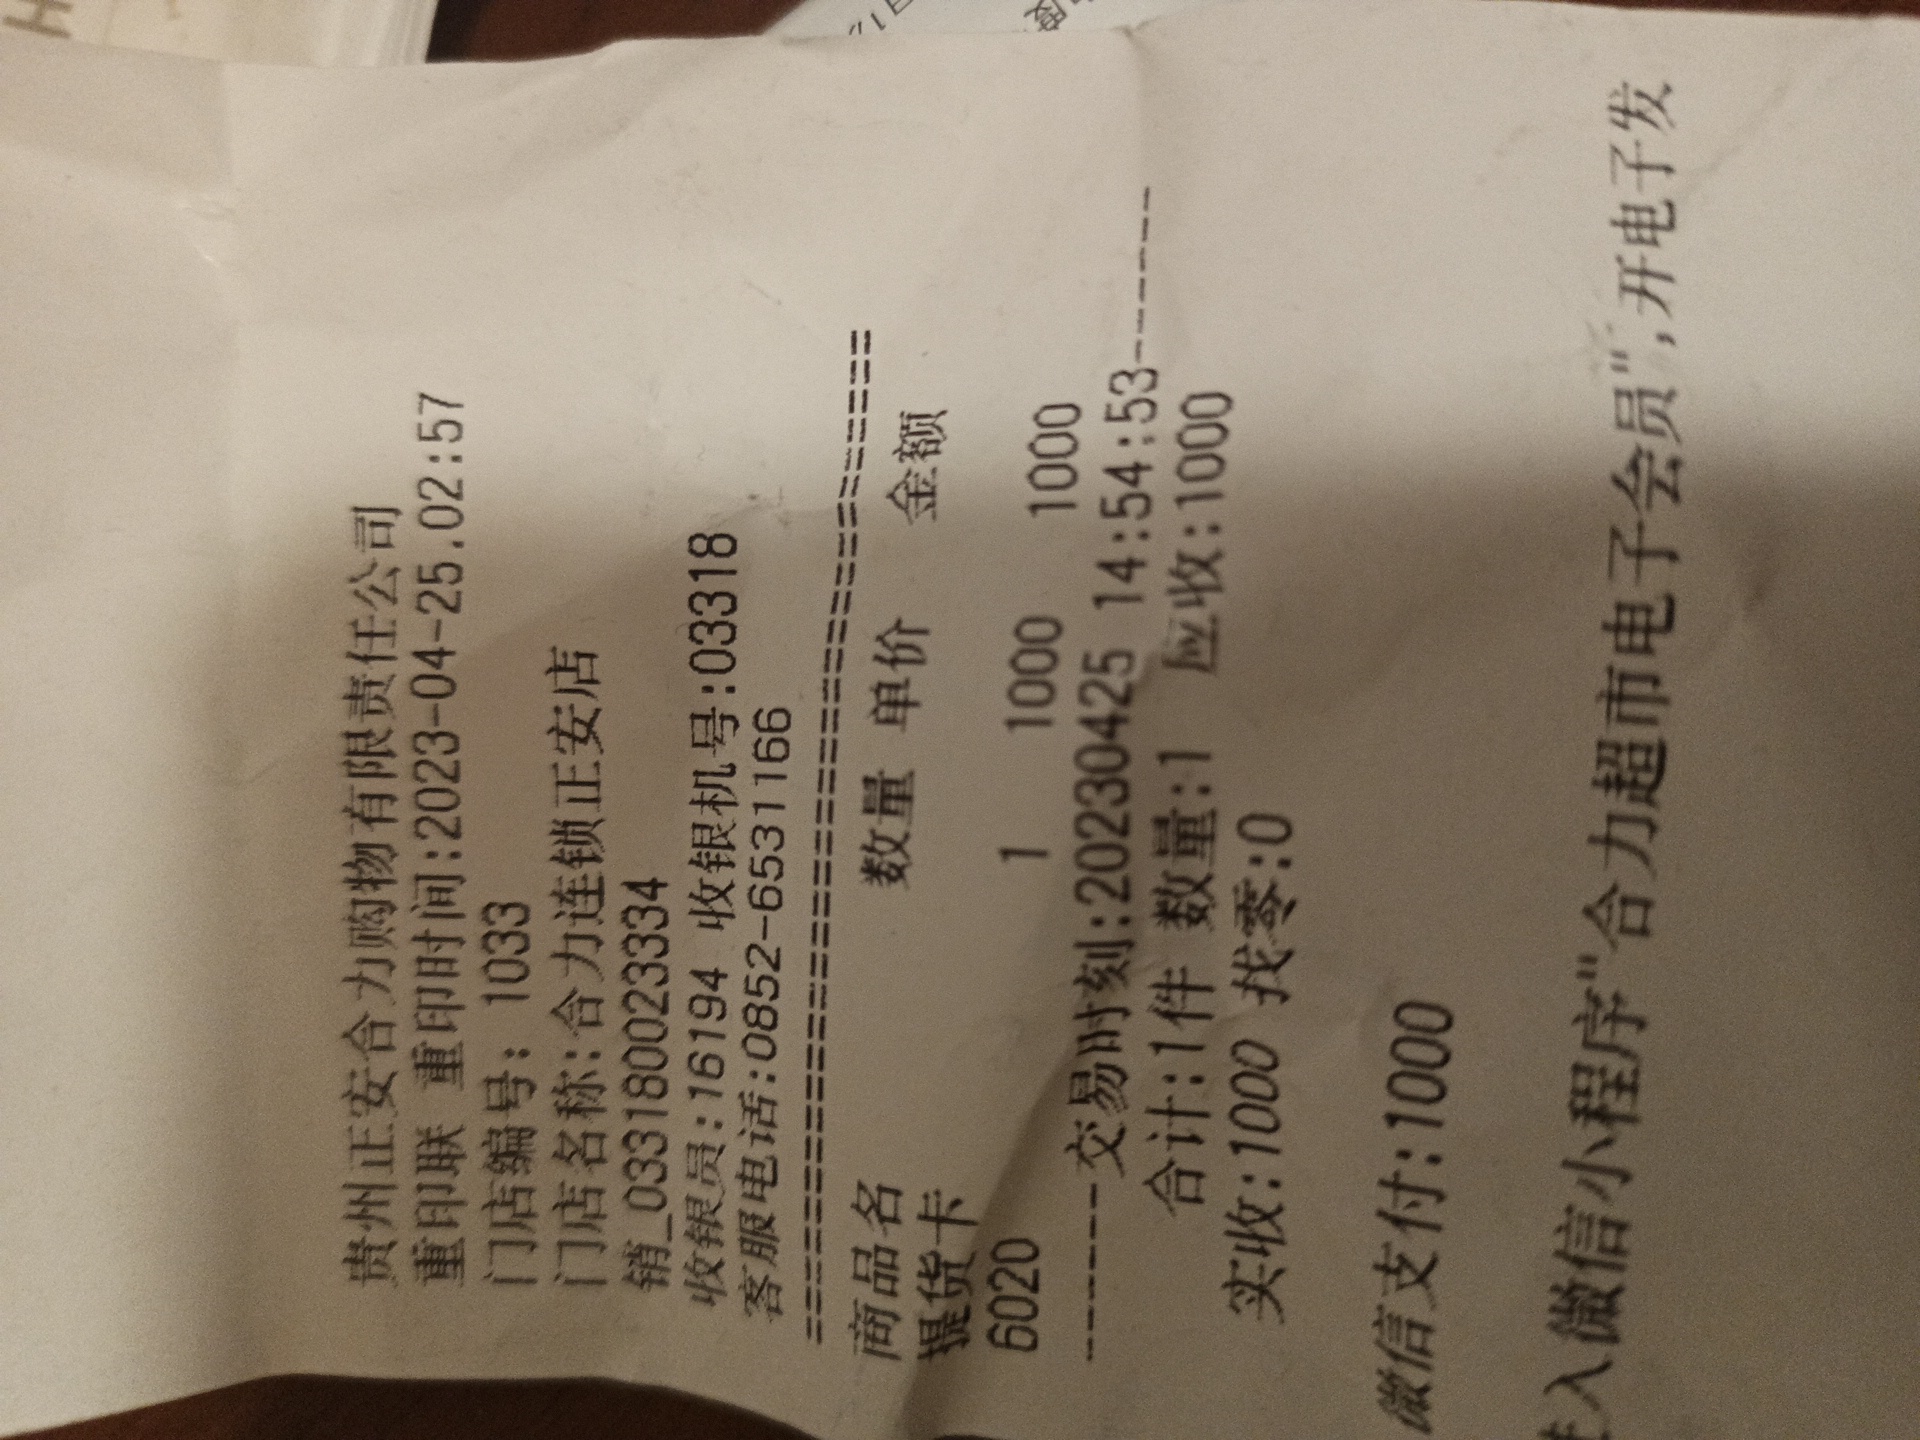 贵州正安合力购物有限责任公司
重印联 重印时间:2023-04-25.02:57
门店编号: 1033
门店名称:合力连锁正安店
销_033180023334
收银员:16194 收银机号:03318
客服电话:0852-6531166
商品名 数量 单价 金额
提货卡
6020 1 1000 1000
--------交易时刻:20230425 14:54:53--------
合计:1件 数量:1 应收:1000
实收:1000 找零:0
微信支付:1000
入微信小程序"合力超市电子会员",开电子发